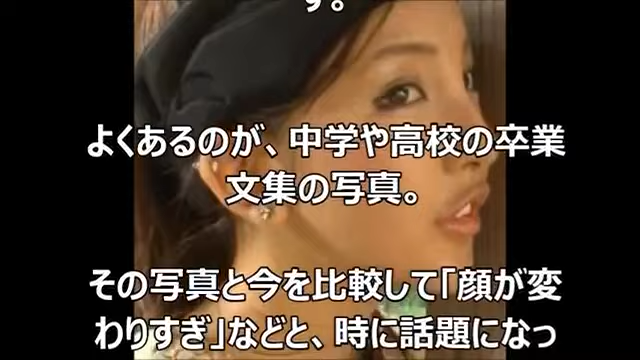 す。
よくあるのが、中学や高校の卒業
文集の写真。
その写真と今を比較して「顔が変
わりすぎ」などと、時に話題になっ